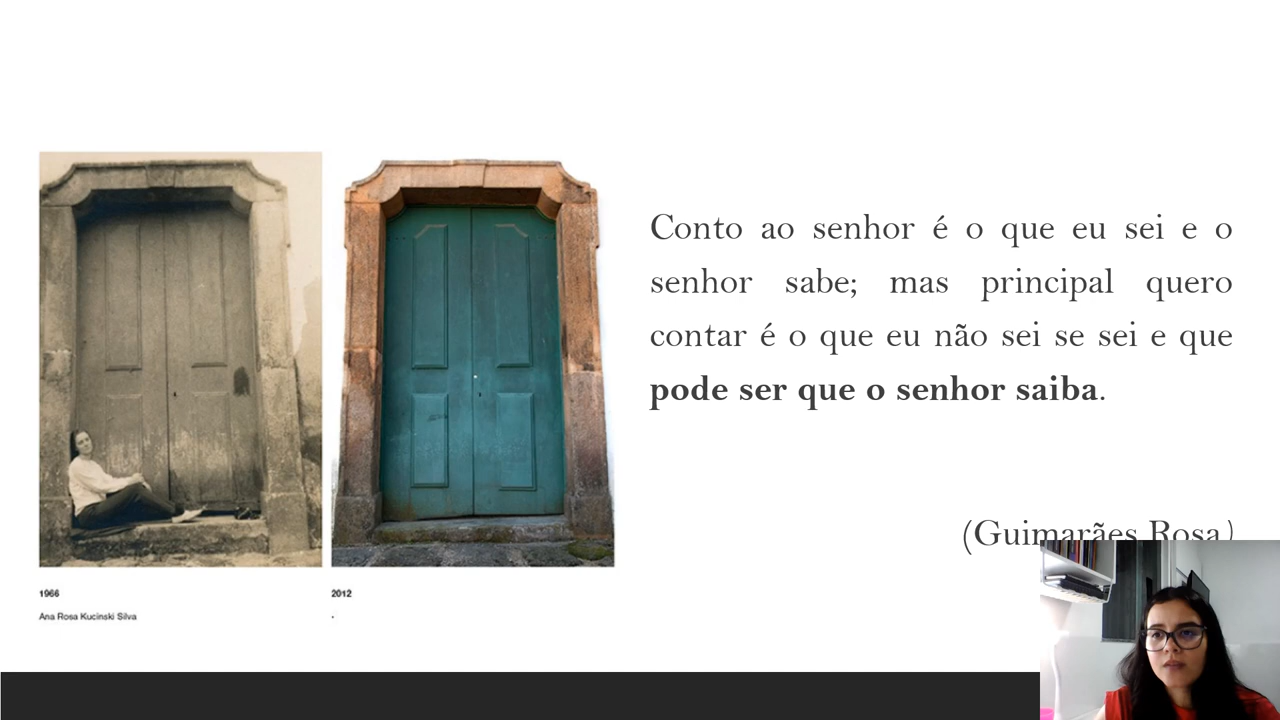 Conto ao senhor é o que eu sei e o
senhor sabe; mas principal quero
contar é o que eu não sei se sei e que
pode ser que o senhor saiba.
(Guimarães Rosa)
1966
2012
Ana Rosa Kucinski Silva
.